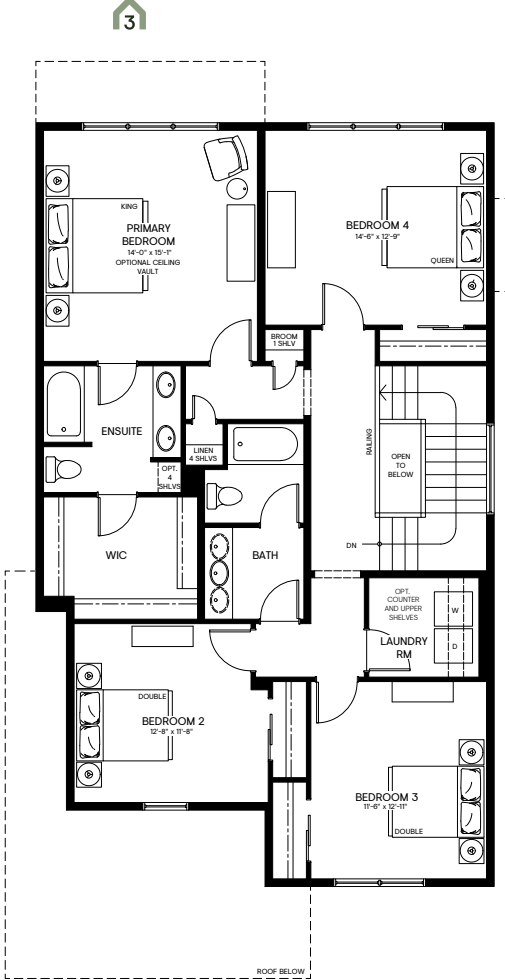 3
KING
PRIMARY
BEDROOM
14'-0" x 15'-1"
OPTIONAL CEILING
VAULT
BEDROOM 4
14'-6" x 12'-9"
QUEEN
BROOM
1 SHLV
ENSUITE
LINEN
4 SHLVS
OPT.
4
SHLVS
RAILING
OPEN
TO
BELOW
DN
WIC
BATH
OPT.
COUNTER
AND UPPER
SHELVES
W
D
LAUNDRY
RM
DOUBLE
BEDROOM 2
12'-8" x 11'-8"
BEDROOM 3
11'-6" x 12'-11"
DOUBLE
ROOF BELOW